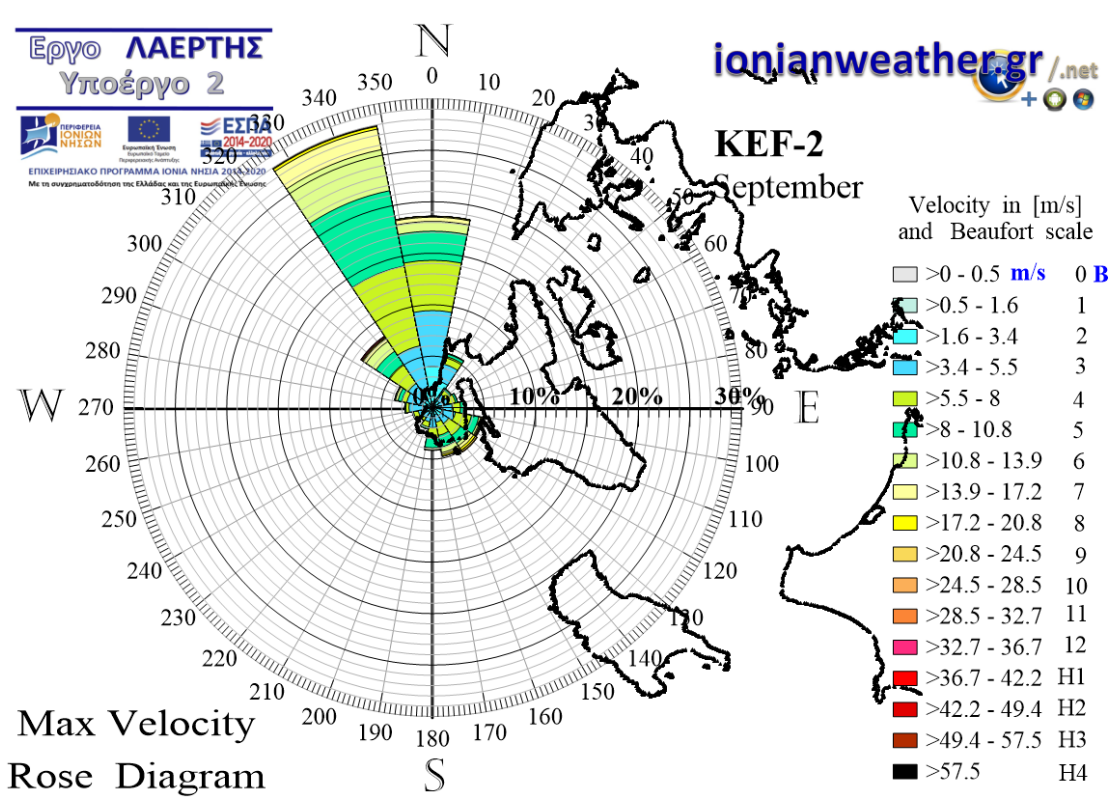 Εργο ΛΑΕΡΤΗΣ
Υποέργο 2
ΠΕΡΙΦΕΡΕΙΑ
ΙΟΝΙΩΝ
ΝΗΣΩΝ
Ευρωπαϊκή Ένωση
ΕΣΠΑ
2014-2020
ΕΠΙΧΕΙΡΗΣΙΑΚΟ ΠΡΟΓΡΑΜΜΑ ΙΟΝΙΑ ΝΗΣΙΑ 2014-2020
Με τη συγχρηματοδότηση της Ελλάδας και της Ευρωπαϊκής Ένωσης
ionianweather.gr /.net
KEF-2
September
N
0
10
20
3
40
50
60
70
80
90
100
110
120
130
140
150
160
170
180
190
200
210
220
230
240
250
260
270
280
290
300
310
320
330
340
350
W
E
S
0% 10% 20% 30%
Velocity in [m/s]
and Beaufort scale
>0 - 0.5 m/s 0 B
>0.5 - 1.6 1
>1.6 - 3.4 2
>3.4 - 5.5 3
>5.5 - 8 4
>8 - 10.8 5
>10.8 - 13.9 6
>13.9 - 17.2 7
>17.2 - 20.8 8
>20.8 - 24.5 9
>24.5 - 28.5 10
>28.5 - 32.7 11
>32.7 - 36.7 12
>36.7 - 42.2 H1
>42.2 - 49.4 H2
>49.4 - 57.5 H3
>57.5 H4
Max Velocity
Rose Diagram